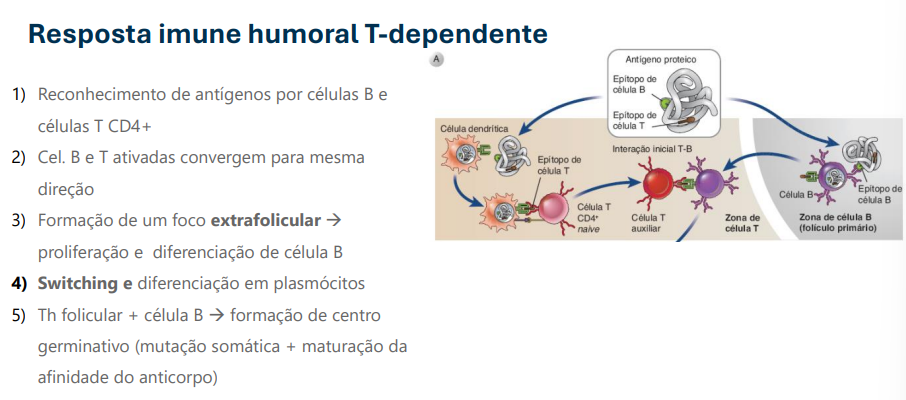 Resposta imune humoral T-dependente
1) Reconhecimento de antígenos por células B e
células T CD4+
2) Cel. B e T ativadas convergem para mesma
direção
3) Formação de um foco extrafolicular →
proliferação e diferenciação de célula B
4) Switching e diferenciação em plasmócitos
5) Th folicular + célula B → formação de centro
germinativo (mutação somática + maturação da
afinidade do anticorpo)
A
Antígeno proteico
Epitopo de
célula B
Epitopo de
célula T
Célula dendrítica
Epitopo de
célula T
Célula T
CD4+
naive
Interação inicial T-B
Célula T
auxiliar
Zona de
célula T
Célula B
Epitopo de
célula B
Zona de célula B
(folículo primário)